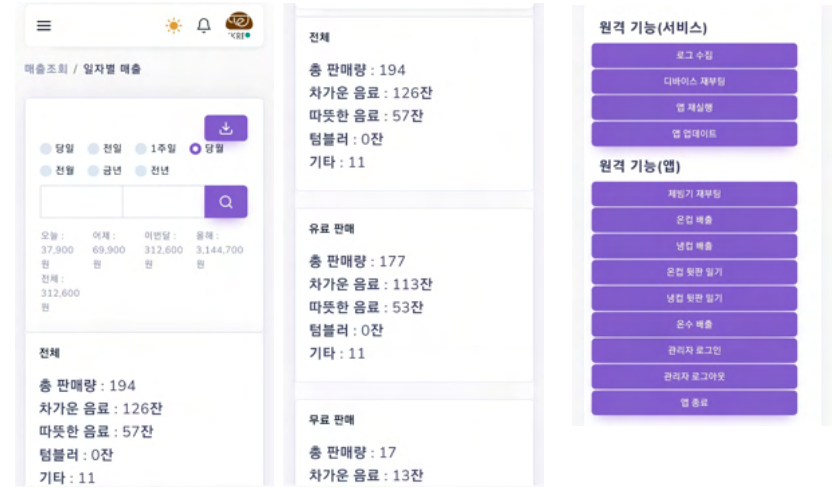 매출조회 / 일자별 매출
당일 전일 1주일 당월
전월 금년 전년
오늘 : 어제 : 이번달 : 올해 :
37,900 69,900 312,600 3,144,700
원 원 원 원
전체 :
312,600
원
전체
총 판매량 : 194
차가운 음료 : 126잔
따뜻한 음료 : 57잔
텀블러 : 0잔
기타 : 11
전체
총 판매량 : 194
차가운 음료 : 126잔
따뜻한 음료 : 57잔
텀블러 : 0잔
기타 : 11
유료 판매
총 판매량 : 177
차가운 음료 : 113잔
따뜻한 음료 : 53잔
텀블러 : 0잔
기타 : 11
무료 판매
총 판매량 : 17
차가운 음료 : 13잔
원격 기능(서비스)
로그 수집
디바이스 재부팅
앱 재실행
앱 업데이트
원격 기능(앱)
제빙기 재부팅
온컵 배출
냉컵 배출
온컵 뒷판 밀기
냉컵 뒷판 밀기
온수 배출
관리자 로그인
관리자 로그아웃
앱 종료